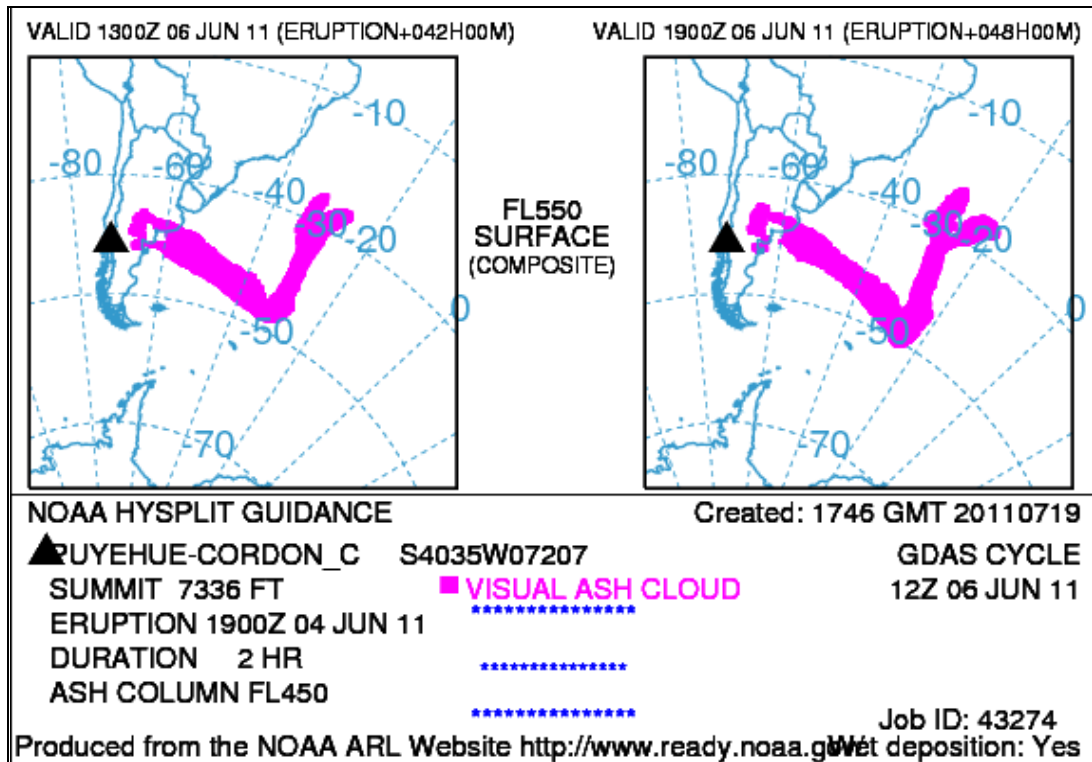 VALID 1300Z 06 JUN 11 (ERUPTION+042H00M)
VALID 1900Z 06 JUN 11 (ERUPTION+048H00M)
-10
-80
-60
-40
-30
-20
0
-50
-70
FL550
SURFACE
(COMPOSITE)
-10
-80
-60
-40
-30
-20
0
-50
-70
NOAA HYSPLIT GUIDANCE
Created: 1746 GMT 20110719
PUYEHUE-CORDON_C S4035W07207
GDAS CYCLE
SUMMIT 7336 FT
VISUAL ASH CLOUD
12Z 06 JUN 11
***************
ERUPTION 1900Z 04 JUN 11
DURATION 2 HR
***************
ASH COLUMN FL450
***************
Job ID: 43274
Produced from the NOAA ARL Website http://www.ready.noaa.gov
Wet deposition: Yes